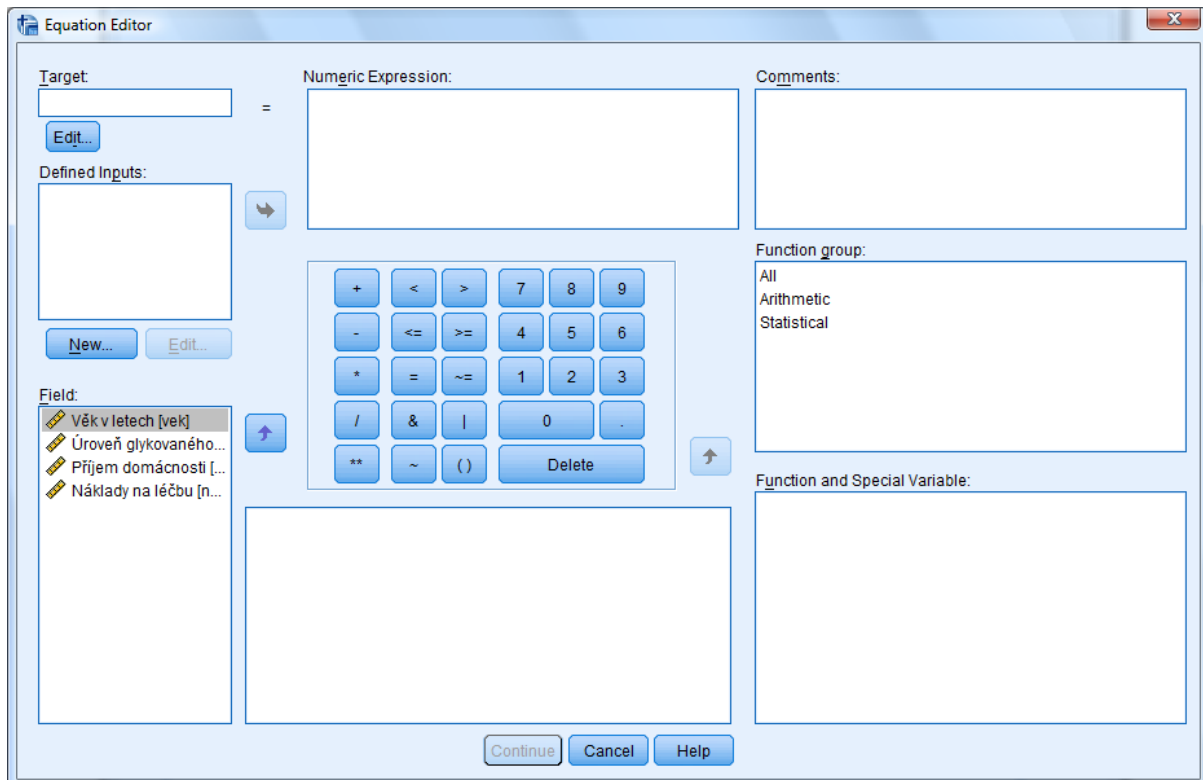 Equation Editor
Target:
=
Edit...
Numeric Expression:
Comments:
Defined Inputs:
New...
Edit...
Field:
Věk v letech [vek]
Úroveň glykovaného...
Příjem domácnosti [...
Náklady na léčbu [n...
+ < > 7 8 9
- <= >= 4 5 6
* = ~= 1 2 3
/ & | 0 .
** ~ ( ) Delete
Function group:
All
Arithmetic
Statistical
Function and Special Variable:
Continue Cancel Help